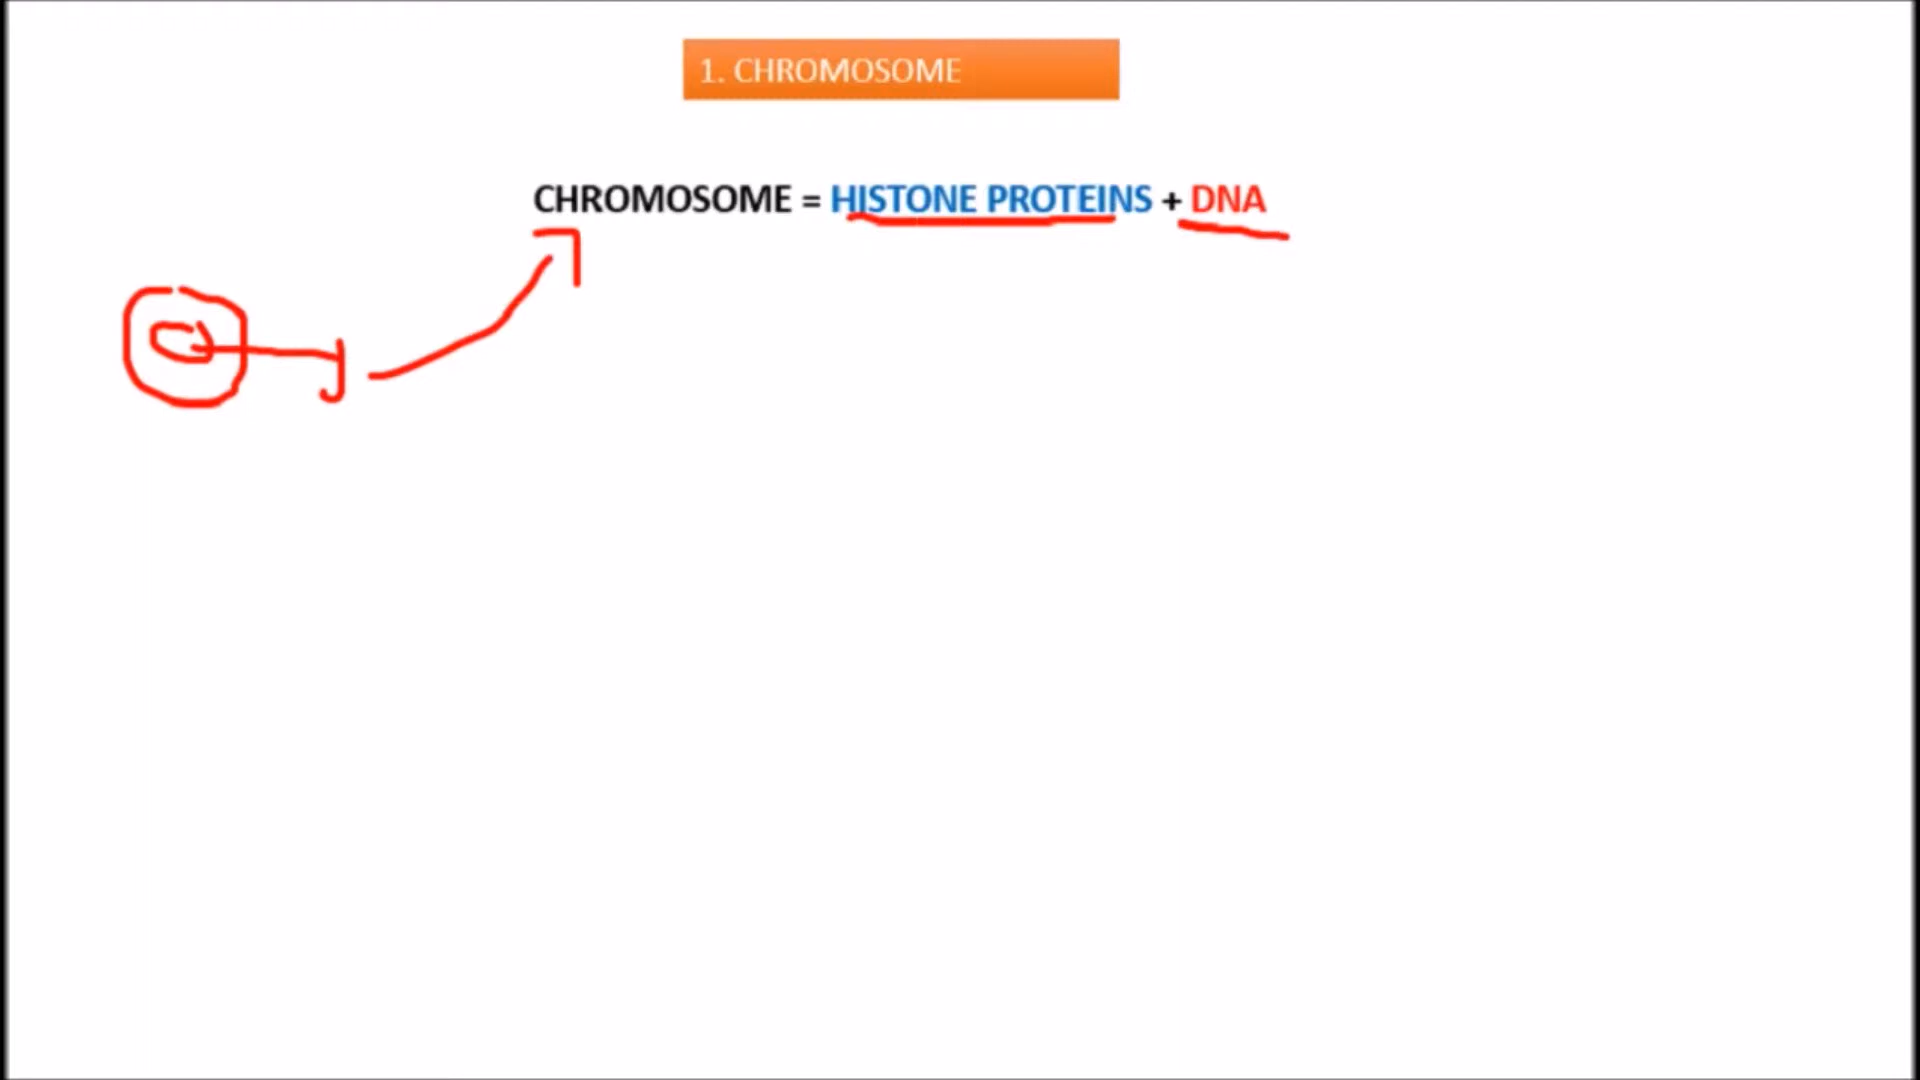 1. CHROMOSOME
CHROMOSOME = HISTONE PROTEINS + DNA